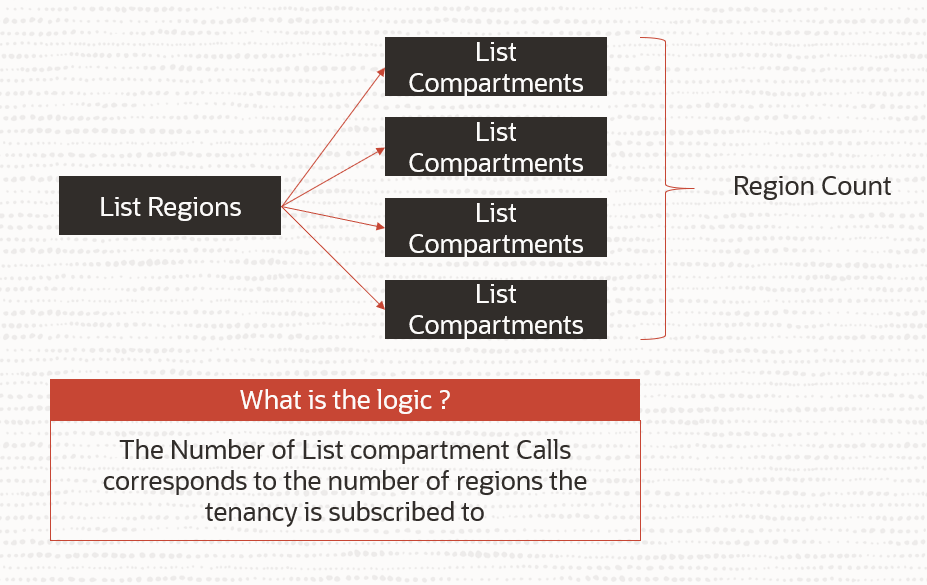 List
Compartments
List
Compartments
Region Count
List Regions
List
Compartments
List
Compartments
What is the logic ?
The Number of List compartment Calls
corresponds to the number of regions the
tenancy is subscribed to